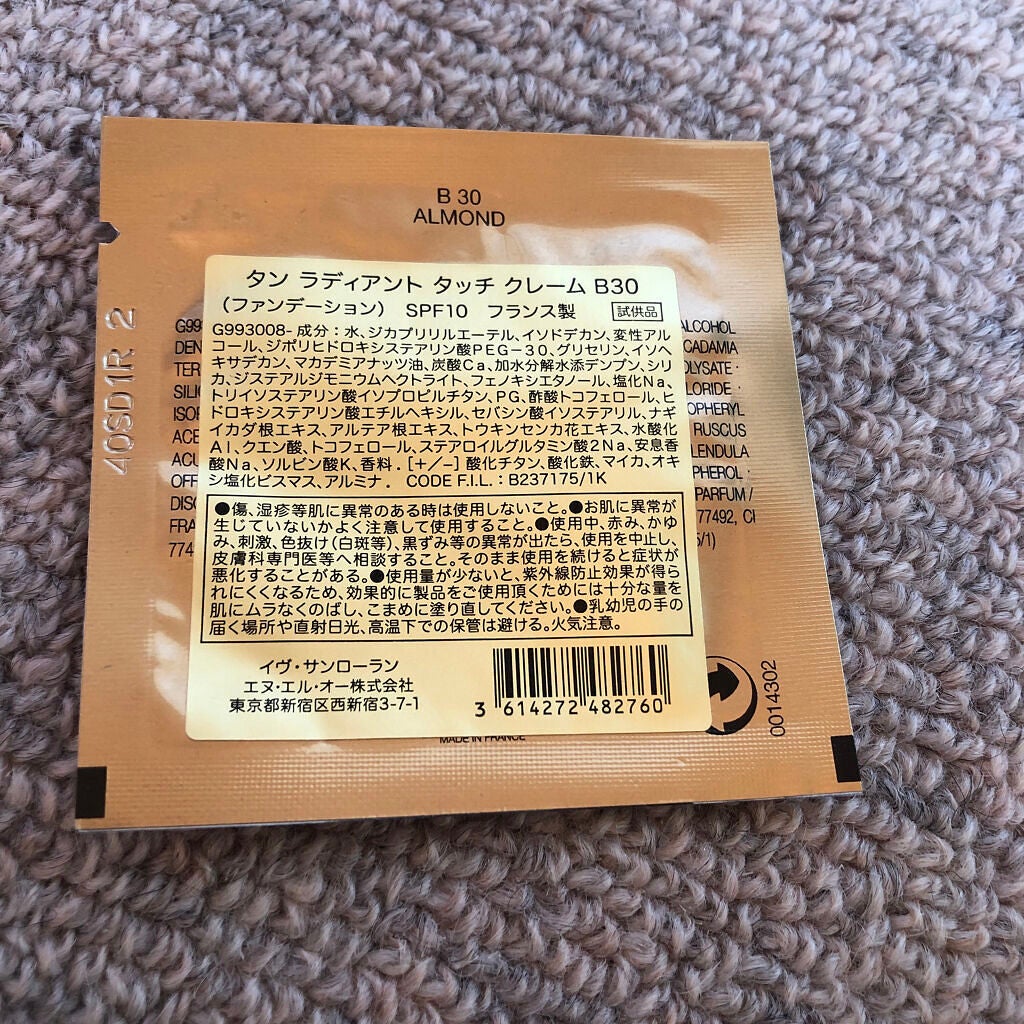 B 30
ALMOND
タン ラディアント タッチ クレーム B30
(ファンデーション) SPF10 フランス製 試供品
G993008-成分：水、ジカプリリルエーテル、イソドデカン、変性アル
コール、ジポリヒドロキシステアリン酸PEG-30、グリセリン、イソヘ
キサデカン、マカデミアナッツ油、炭酸Ca、加水分解水添デンプン、シリ
カ、ジステアルジモニウムヘクトライト、フェノキシエタノール、塩化Na、
トリイソステアリン酸イソプロピルチタン、PG、酢酸トコフェロール、ヒ
ドロキシステアリン酸エチルヘキシル、セバシン酸イソステアリル、ナギ
イカダ根エキス、アルテア根エキス、トウキンセンカ花エキス、水酸化
Al、クエン酸、トコフェロール、ステアロイルグルタミン酸2Na、安息香
酸Na、ソルビン酸K、香料．[+/-] 酸化チタン、酸化鉄、マイカ、オキ
シ塩化ビスマス、アルミナ． CODE F.I.L.：B237175/1K
●傷、湿疹等肌に異常のある時は使用しないこと。●お肌に異常が
生じていないかよく注意して使用すること。●使用中、赤み、かゆ
み、刺激、色抜け(白斑等)、黒ずみ等の異常が出たら、使用を中止し、
皮膚科専門医等へ相談すること。そのまま使用を続けると症状が
悪化することがある。●使用量が少ないと、紫外線防止効果が得ら
れにくくなるため、効果的に製品をご使用頂くためには十分な量を
肌にムラなくのばし、こまめに塗り直してください。●乳幼児の手の
届く場所や直射日光、高温下での保管は避ける。火気注意。
イヴ・サンローラン
エヌ・エル・オー株式会社
東京都新宿区西新宿3-7-1
3 614272 482760
MADE IN FRANCE
40SD1R 2
0014302
G99
DEN
TER
SILI
ISO
ACE
ACU
OFF
DISO
FRA
774
ALCOHOL
CADAMIA
OLYSATE ·
LORIDE ·
OPHERYL
RUSCUS
LENDULA
PHEROL ·
PARFUM /
77492, CI
5/1)